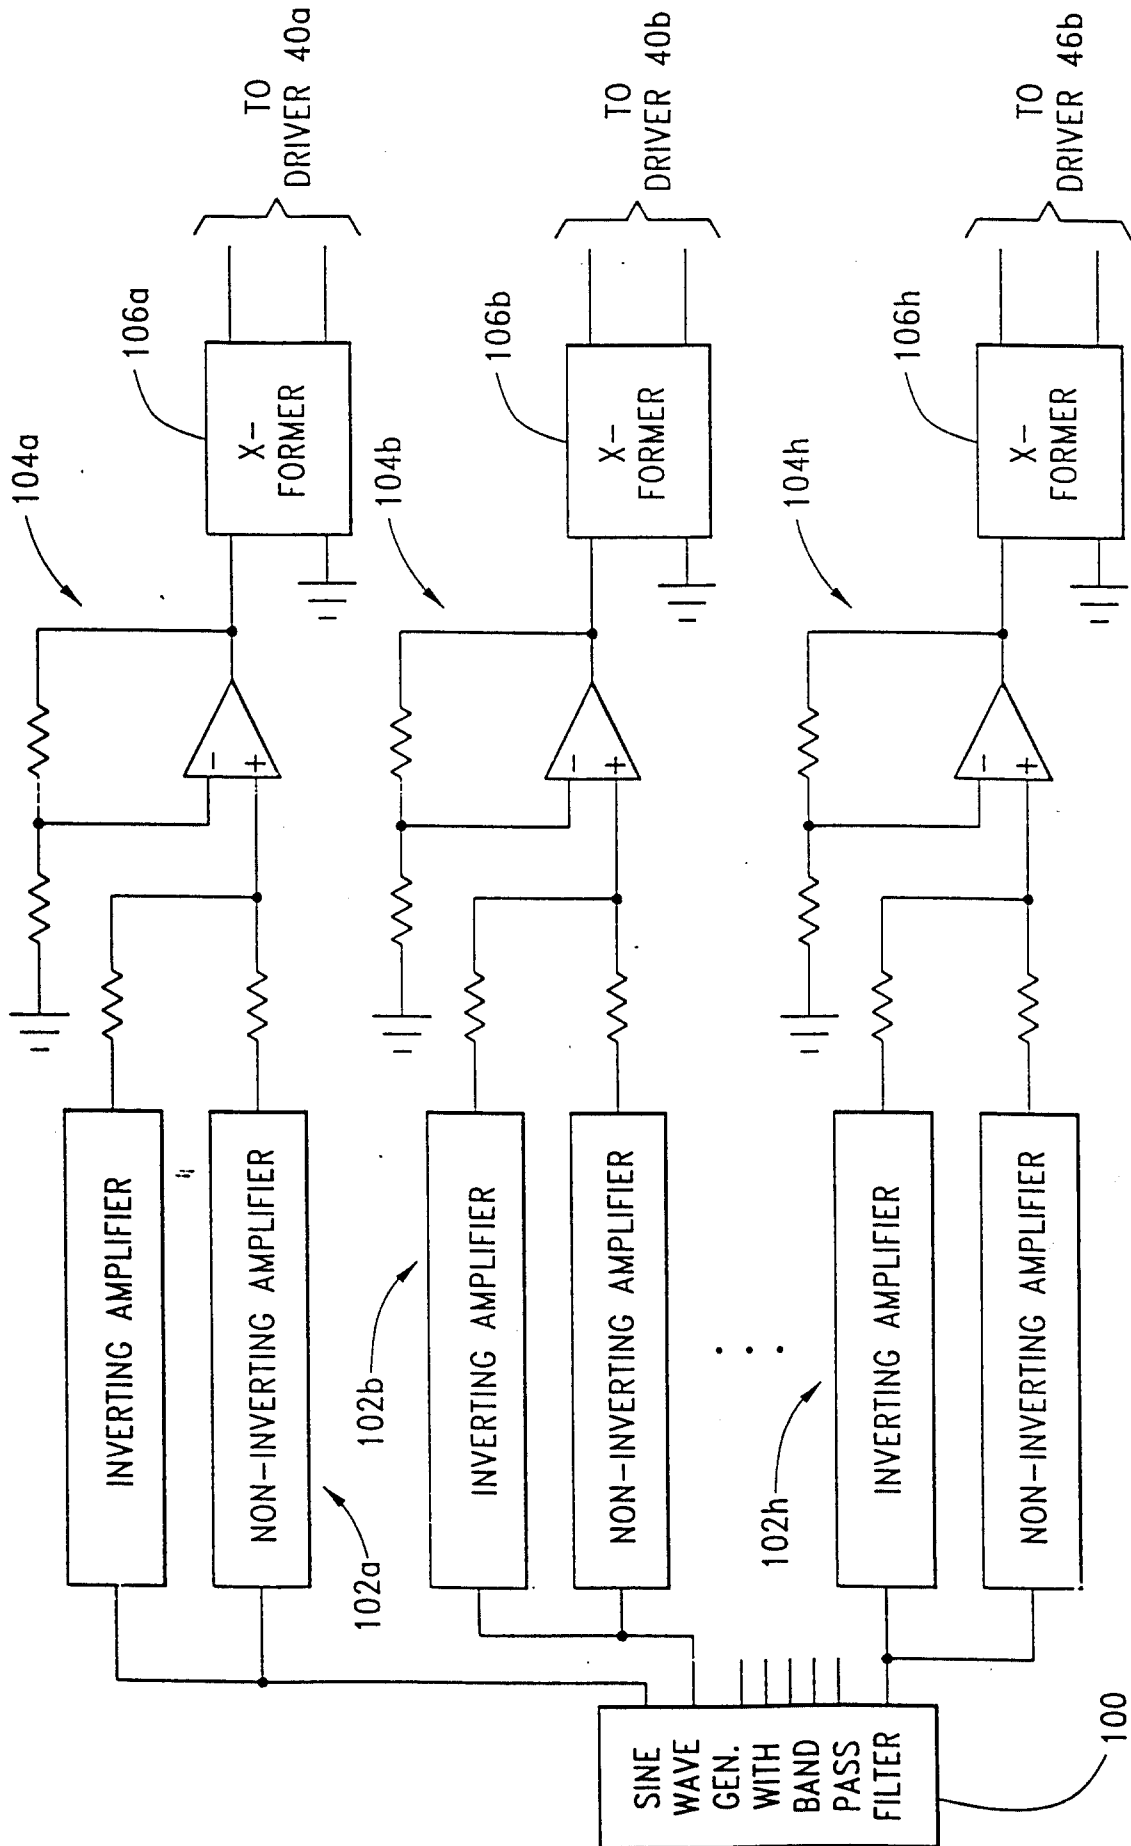 SINE
WAVE
GEN.
WITH
BAND
PASS
FILTER
100
INVERTING AMPLIFIER
NON-INVERTING AMPLIFIER
102a
-
+
104a
X-
FORMER
106a
TO
DRIVER 40a
INVERTING AMPLIFIER
NON-INVERTING AMPLIFIER
102b
-
+
104b
X-
FORMER
106b
TO
DRIVER 40b
INVERTING AMPLIFIER
NON-INVERTING AMPLIFIER
102h
-
+
104h
X-
FORMER
106h
TO
DRIVER 46b